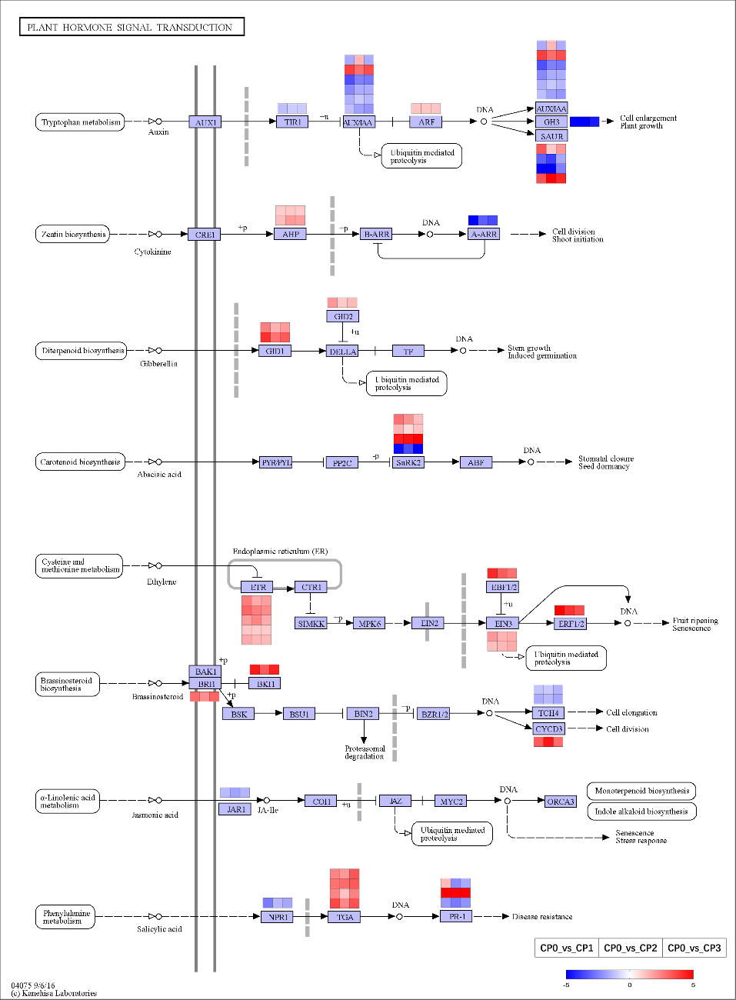 PLANT HORMONE SIGNAL TRANSDUCTION
Tryptophan metabolism
Auxin
AUX1
TIR1
+u
AUX/IAA
ARF
DNA
AUX/IAA
GH3
SAUR
Cell enlargement
Plant growth
Ubiquitin mediated
proteolysis
Zeatin biosynthesis
Cytokinine
CRE1
+p
AHP
+p
B-ARR
DNA
A-ARR
Cell division
Shoot initiation
GID2
+u
Diterpenoid biosynthesis
Gibberellin
GID1
DELLA
TF
DNA
Stem growth
Induced germination
Ubiquitin mediated
proteolysis
Carotenoid biosynthesis
Abscisic acid
PYR/PYL
PP2C
-p
SnRK2
ABF
DNA
Stomatal closure
Seed dormancy
Endoplasmic reticulum (ER)
Cysteine and
methionine metabolism
Ethylene
ETR
CTR1
EBF1/2
+u
SIMKK
+p
MPK6
EIN2
EIN3
ERF1/2
DNA
Fruit ripening
Senescence
Ubiquitin mediated
proteolysis
Brassinosteroid
biosynthesis
Brassinosteroid
+p
BAK1
BRI1
BKI1
+p
BSK
BSU1
BIN2
-p
BZR1/2
DNA
TCH4
Cell elongation
CYCD3
Cell division
Proteasomal
degradation
α-Linolenic acid
metabolism
Jasmonic acid
JAR1
JA-Ile
COI1
+u
JAZ
MYC2
DNA
ORCA3
Monoterpenoid biosynthesis
Indole alkaloid biosynthesis
Ubiquitin mediated
proteolysis
Senescence
Stress response
Phenylalanine
metabolism
Salicylic acid
NPR1
TGA
DNA
PR-1
Disease resistance
CP0_vs_CP1 CP0_vs_CP2 CP0_vs_CP3
-5 0 5
04075 9/6/16
(c) Kanehisa Laboratories